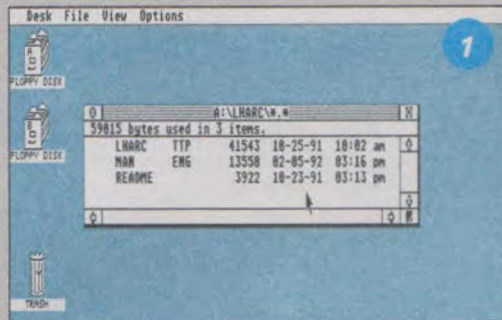 Desk File View Options
1
A
FLOPPY DISK
A:\LHARC\*.*
59015 bytes used in 3 items.
LHARC TTP 41543 10-25-91 10:02 am
MAN ENG 13550 02-05-92 03:16 pm
README 3922 10-23-91 03:13 pm
B
FLOPPY DISK
TRASH